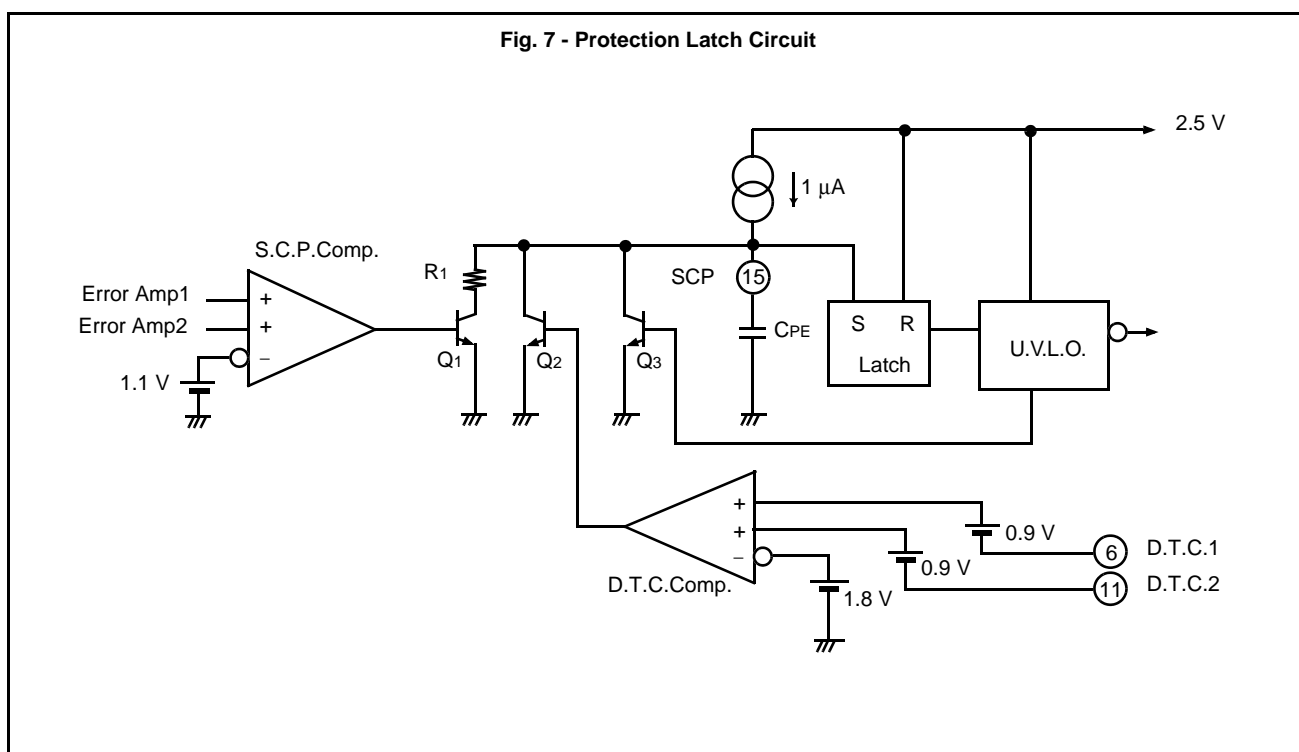 Fig. 7 - Protection Latch Circuit
2.5 V
1 μA
S.C.P.Comp.
R1
SCP
15
Error Amp1
+
Error Amp2
+
−
CPE
S R
Latch
U.V.L.O.
Q1
Q2
Q3
1.1 V
+
+
−
0.9 V
6
D.T.C.1
0.9 V
11
D.T.C.2
D.T.C.Comp.
1.8 V